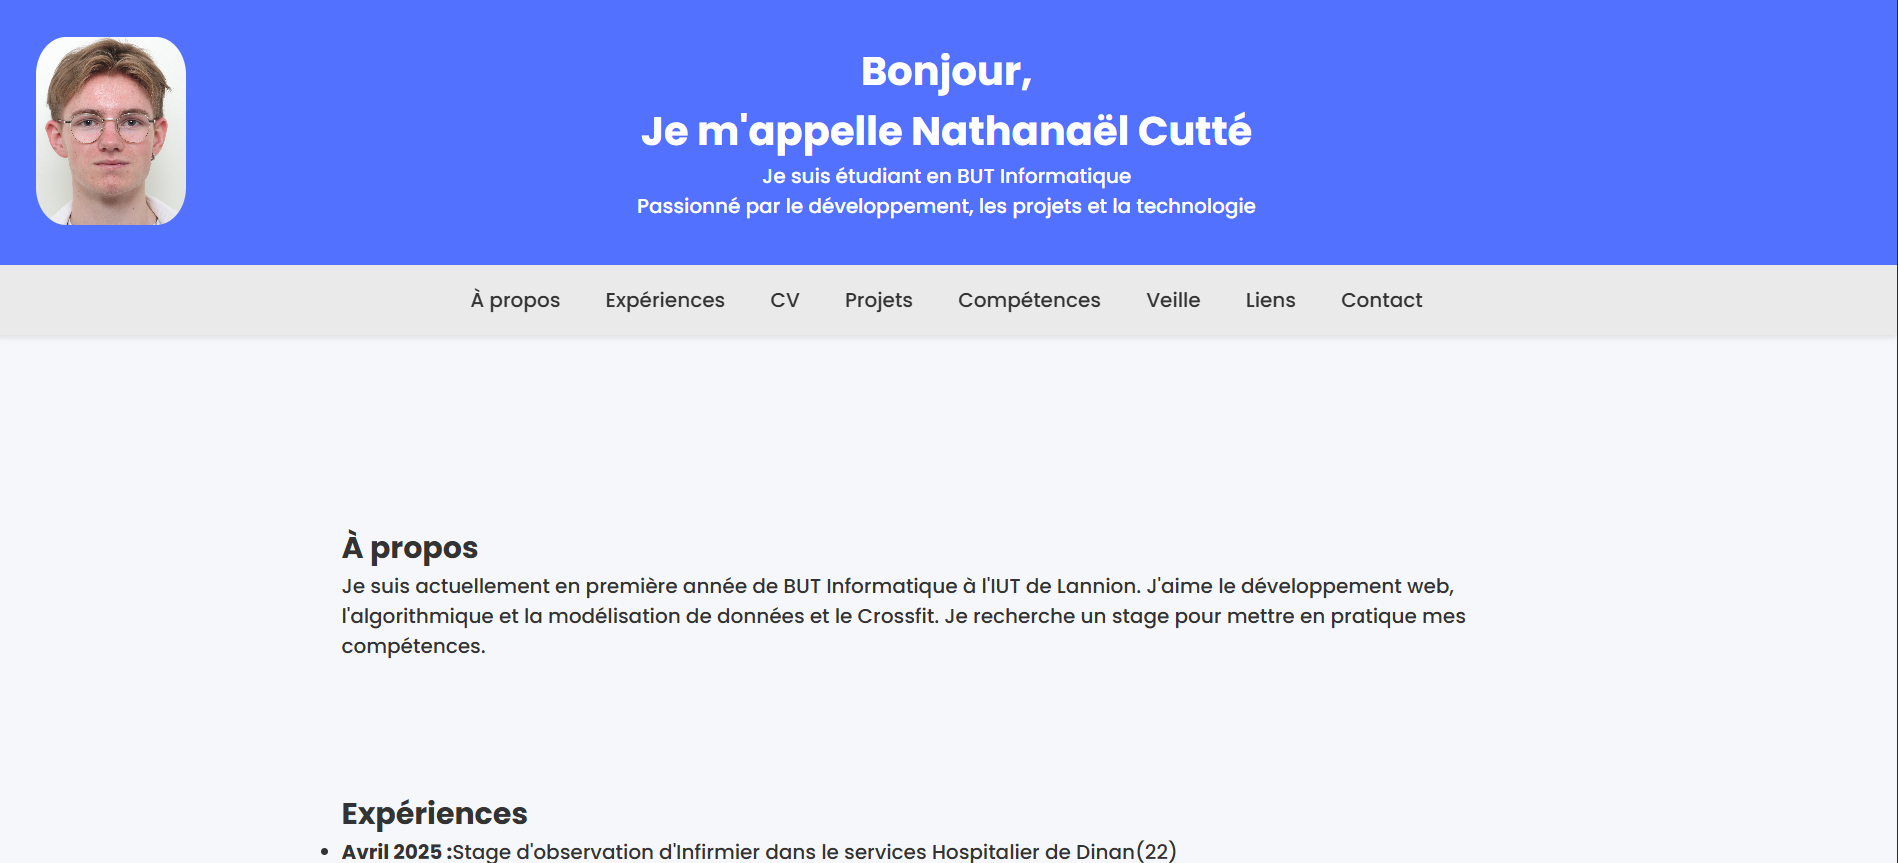 Bonjour,
Je m'appelle Nathanaël Cutté
Je suis étudiant en BUT Informatique
Passionné par le développement, les projets et la technologie
À propos Expériences CV Projets Compétences Veille Liens Contact
À propos
Je suis actuellement en première année de BUT Informatique à l'IUT de Lannion. J'aime le développement web,
l'algorithmique et la modélisation de données et le Crossfit. Je recherche un stage pour mettre en pratique mes
compétences.
Expériences
• Avril 2025 :Stage d'observation d'Infirmier dans le services Hospitalier de Dinan(22)